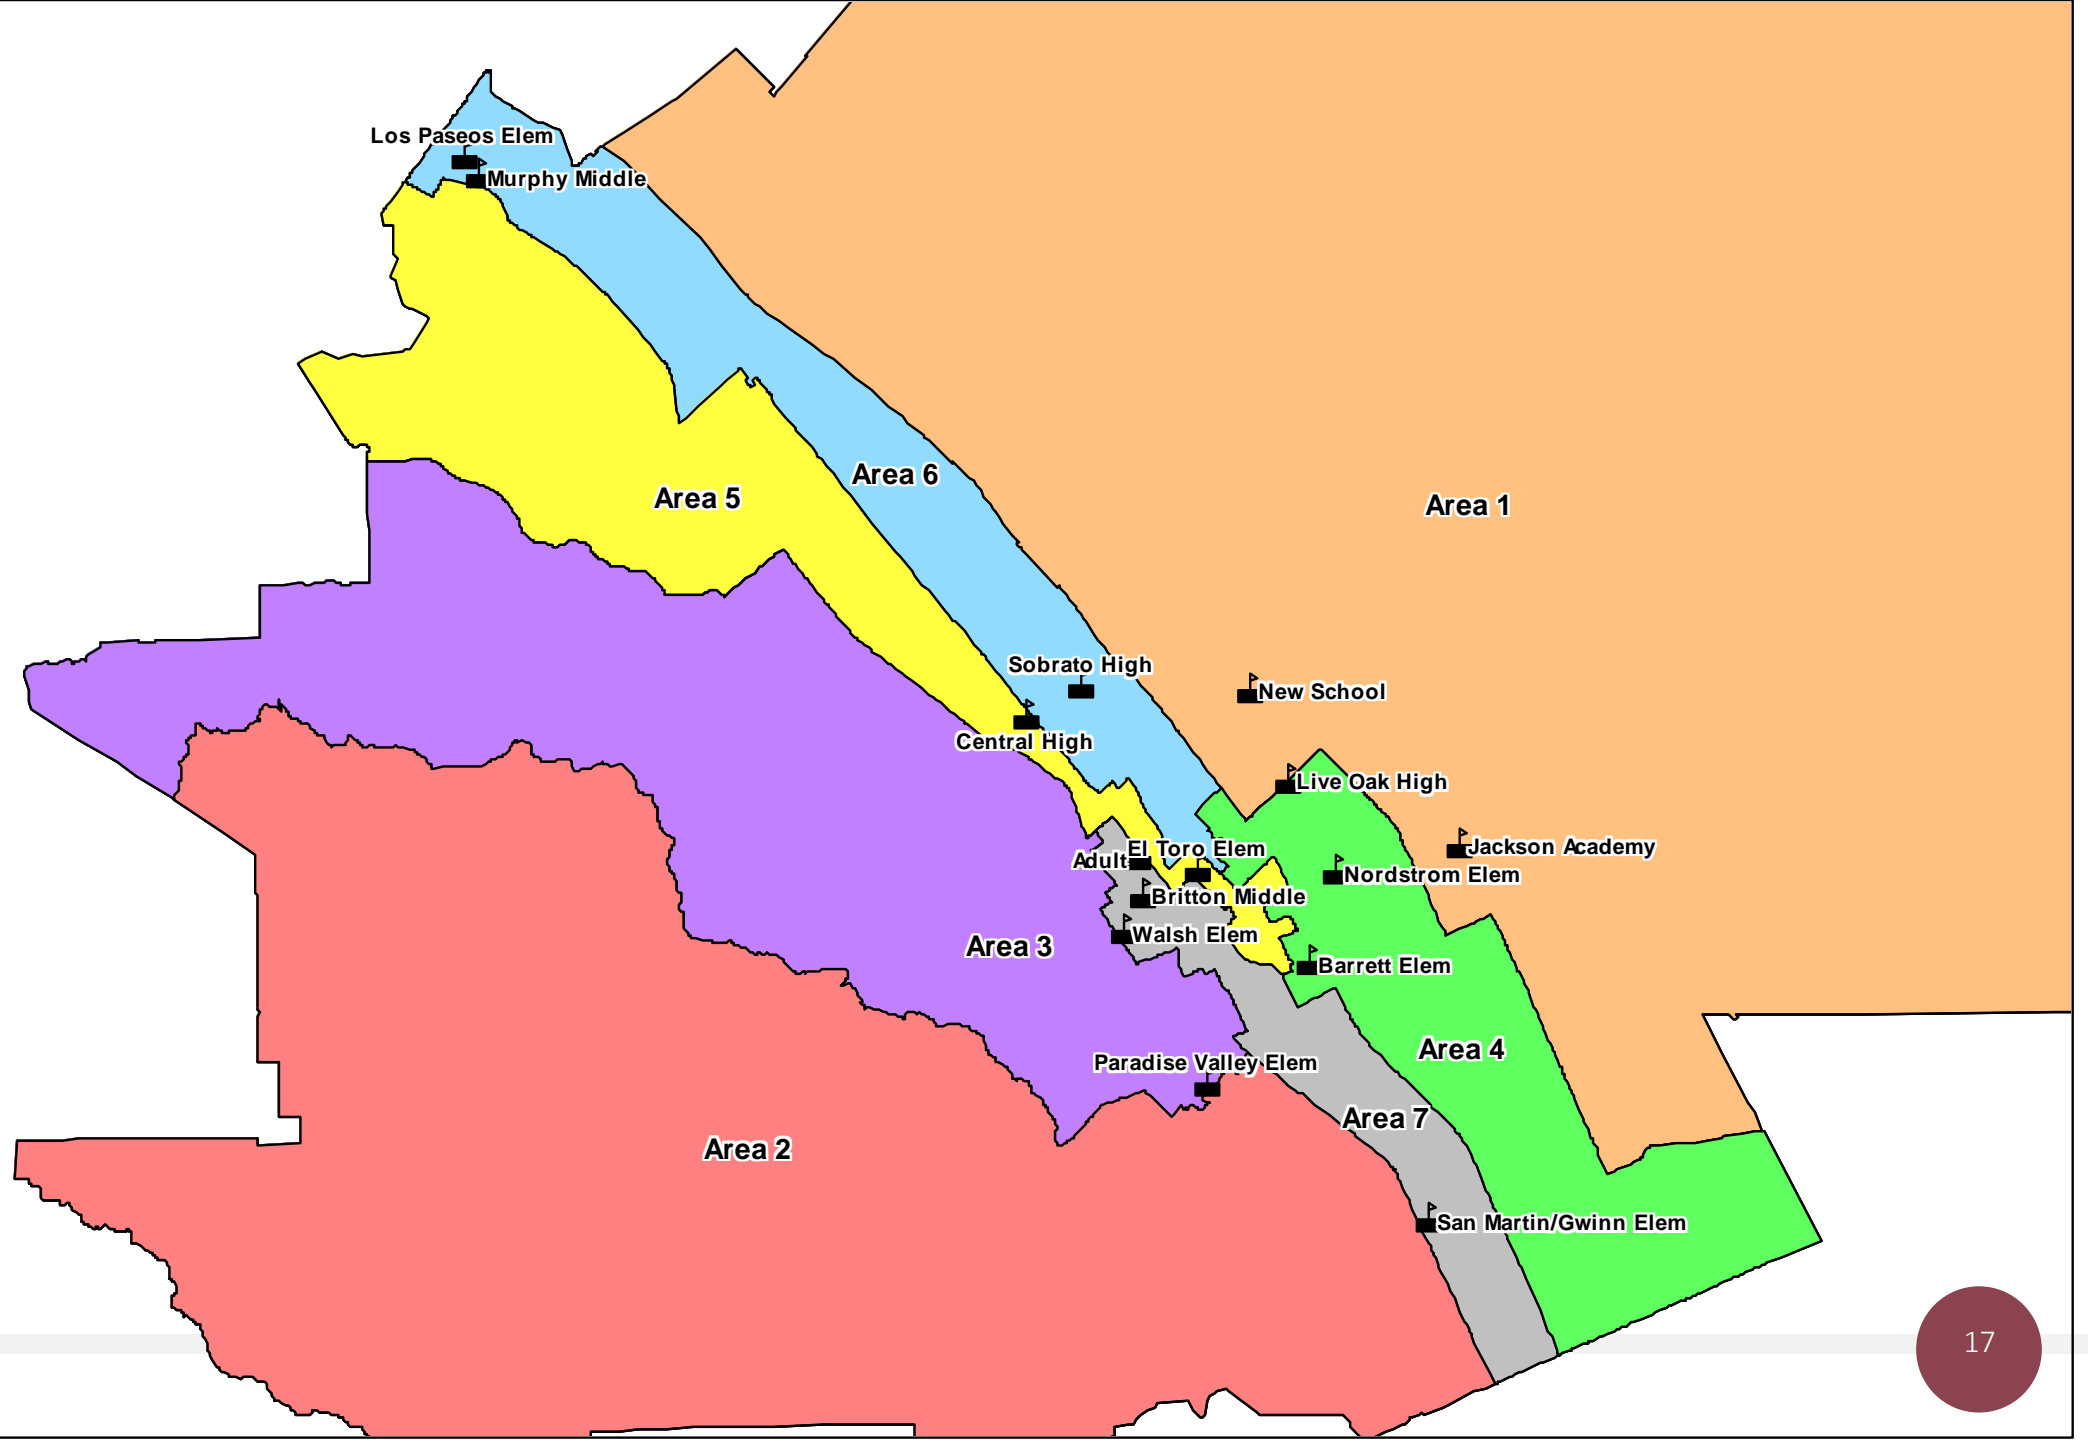 Los Paseos Elem
Murphy Middle
Area 6
Area 5
Area 1
Sobrato High
New School
Central High
Live Oak High
El Toro Elem
Jackson Academy
Adult
Nordstrom Elem
Britton Middle
Walsh Elem
Area 3
Barrett Elem
Area 4
Paradise Valley Elem
Area 7
Area 2
San Martin/Gwinn Elem
17